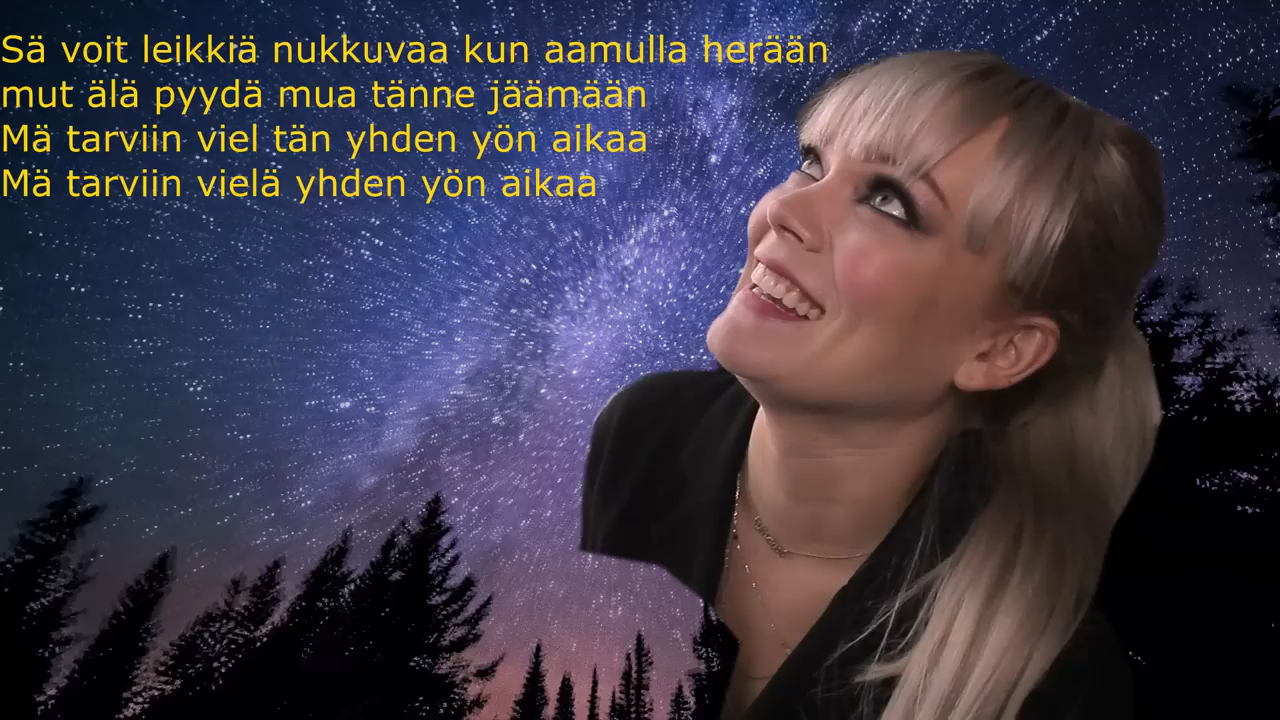 Sä voit leikkiä nukkuvaa kun aamulla herään
mut älä pyydä mua tänne jäämään
Mä tarviin viel tän yhden yön aikaa
Mä tarviin vielä yhden yön aikaa